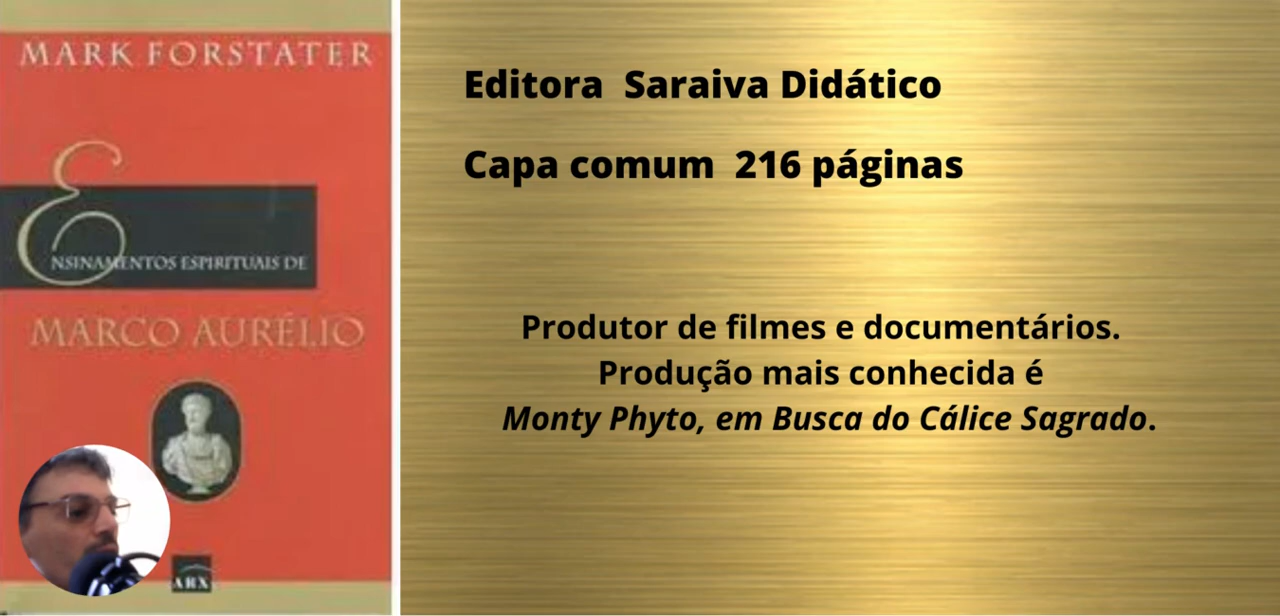 MARK FORSTATER
ENSINAMENTOS ESPIRITUAIS DE
MARCO AURÉLIO
ARX
Editora Saraiva Didático
Capa comum 216 páginas
Produtor de filmes e documentários.
Produção mais conhecida é
Monty Phyto, em Busca do Cálice Sagrado.